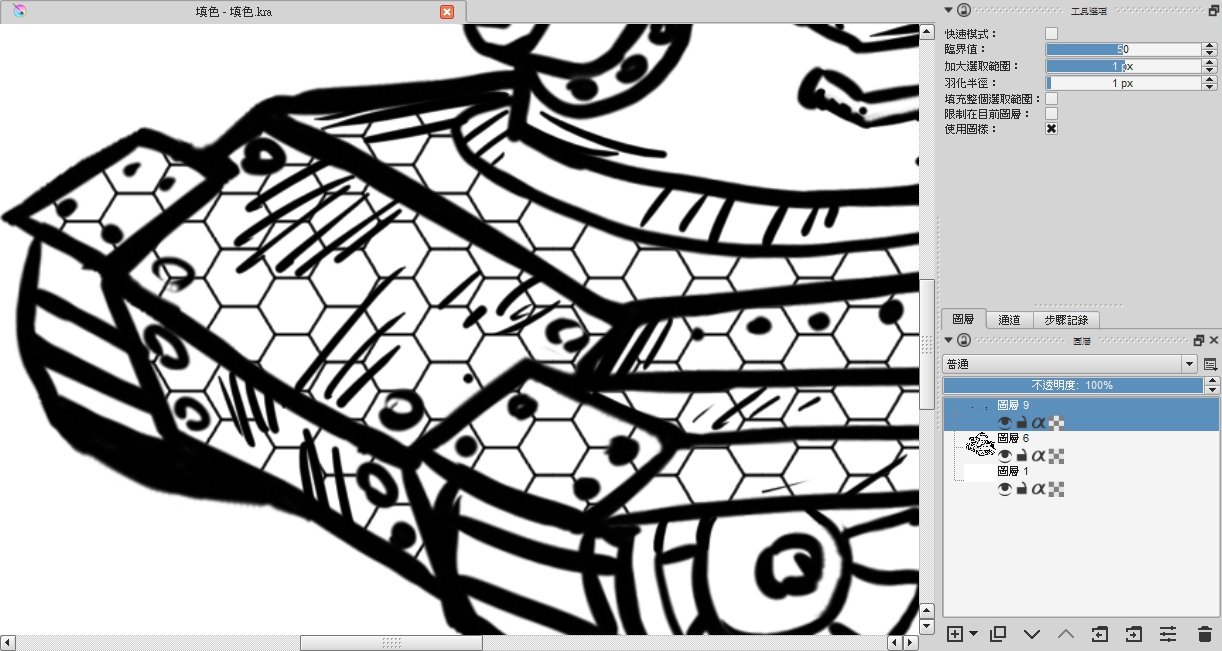 填色 - 填色.kra
工具選項
快速模式：
臨界值： 50
加大選取範圍： 1 px
羽化半徑： 1 px
填充整個選取範圍：
限制在目前圖層：
使用圖樣：
圖層 通道 步驟記錄
圖層
普通
不透明度: 100%
圖層 9
圖層 6
圖層 1